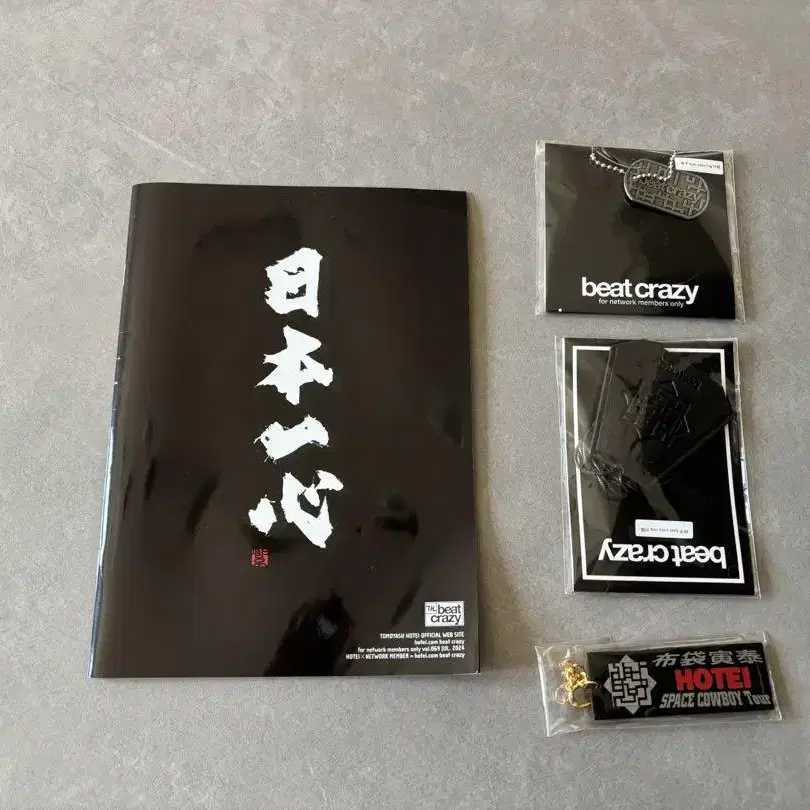 日本一心
The beat
crazy
TOMOYASU HOTEI OFFICIAL WEB SITE
hotei.com beat crazy
for network members only vol.069 JUL. 2024
HOTEI×NETWORK MEMBER = hotei.com beat crazy
beat crazy
beat crazy
for network members only
beat crazy
布袋寅泰
HOTEI
SPACE COWBOY Tour